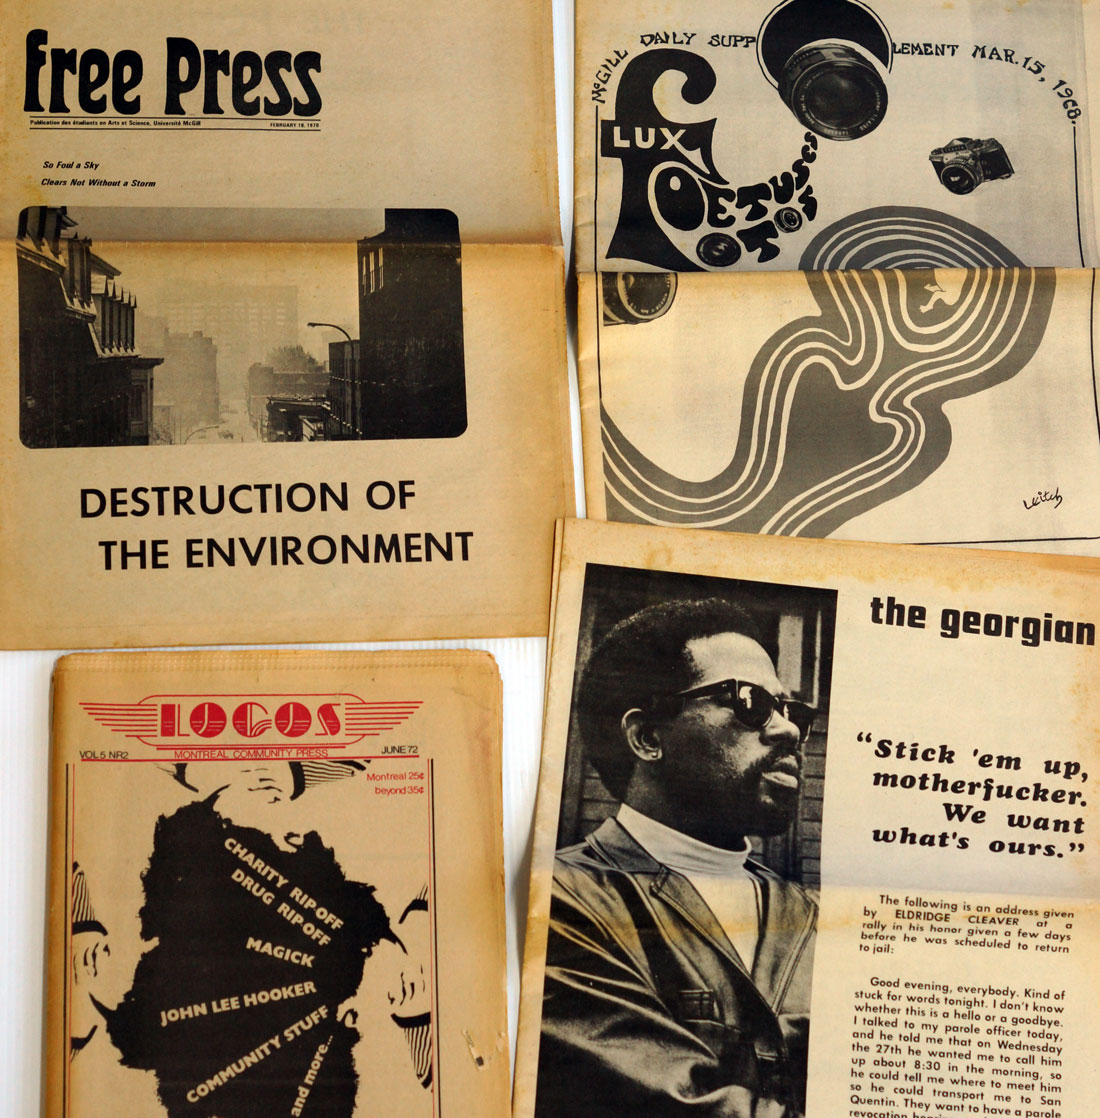 free Press
Publication des étudiants en Arts et Science, Université McGill
FEBRUARY 18, 1970
So Foul a Sky
Clears Not Without a Storm
DESTRUCTION OF
THE ENVIRONMENT
McGILL DAILY SUPPLEMENT MAR. 15, 1968.
LUX
LOGOS
VOL 5 NR2
MONTREAL COMMUNITY PRESS
JUNE 72
Montreal 25¢
beyond 35¢
CHARITY RIP OFF
DRUG RIP OFF
MAGICK
JOHN LEE HOOKER
COMMUNITY STUFF
and more...
the georgian
“Stick 'em up,
motherfucker.
We want
what's ours.”
The following is an address given
by ELDRIDGE CLEAVER at a
rally in his honor given a few days
before he was scheduled to return
to jail:
Good evening, everybody. Kind of
stuck for words tonight. I don't know
whether this is a hello or a goodbye.
I talked to my parole officer today,
and he told me that on Wednesday
the 27th he wanted me to call him
up about 8:30 in the morning, so
he could tell me where to meet him
so he could transport me to San
Quentin. They want to have a parole
revocation